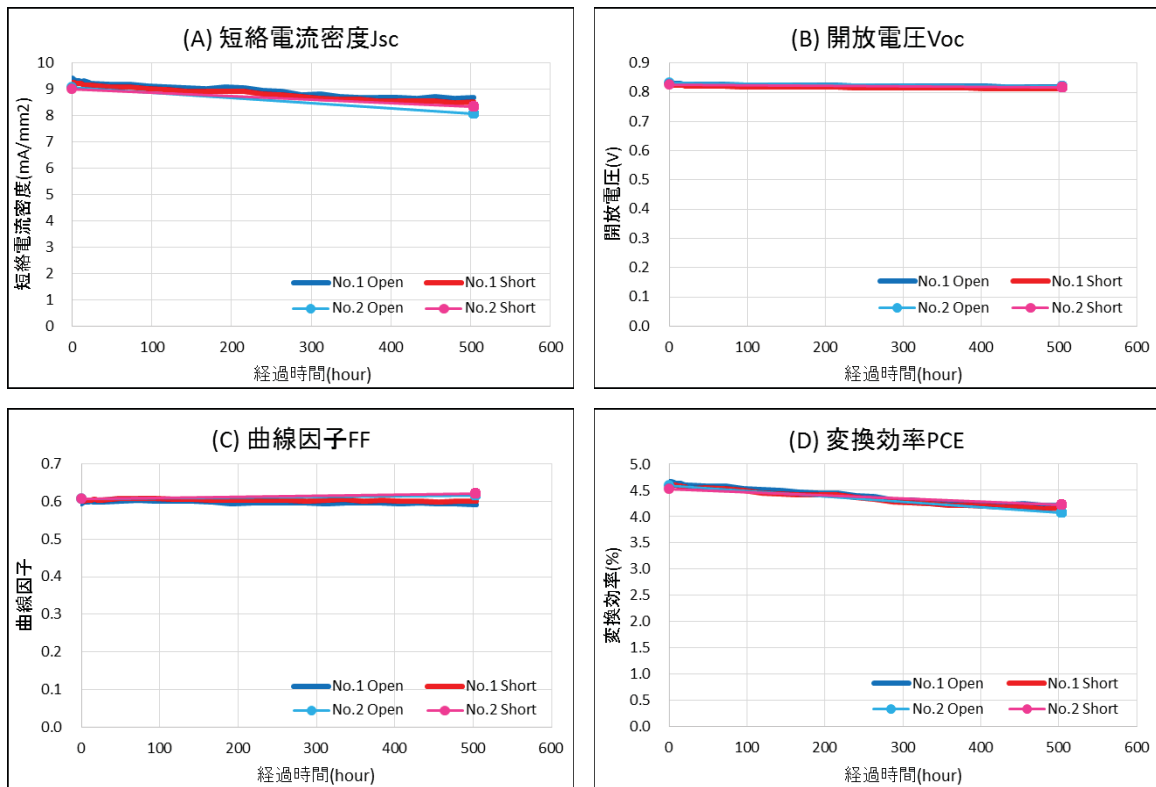 (A) 短絡電流密度Jsc
短絡電流密度(mA/mm2)
10
9
8
7
6
5
4
3
2
1
0
No.1 Open No.1 Short
No.2 Open No.2 Short
0 100 200 300 400 500 600
経過時間(hour)
(B) 開放電圧Voc
開放電圧(V)
0.9
0.8
0.7
0.6
0.5
0.4
0.3
0.2
0.1
0.0
No.1 Open No.1 Short
No.2 Open No.2 Short
0 100 200 300 400 500 600
経過時間(hour)
(C) 曲線因子FF
曲線因子
0.7
0.6
0.5
0.4
0.3
0.2
0.1
0.0
No.1 Open No.1 Short
No.2 Open No.2 Short
0 100 200 300 400 500 600
経過時間(hour)
(D) 変換効率PCE
変換効率(%)
5.0
4.5
4.0
3.5
3.0
2.5
2.0
1.5
1.0
0.5
0.0
No.1 Open No.1 Short
No.2 Open No.2 Short
0 100 200 300 400 500 600
経過時間(hour)